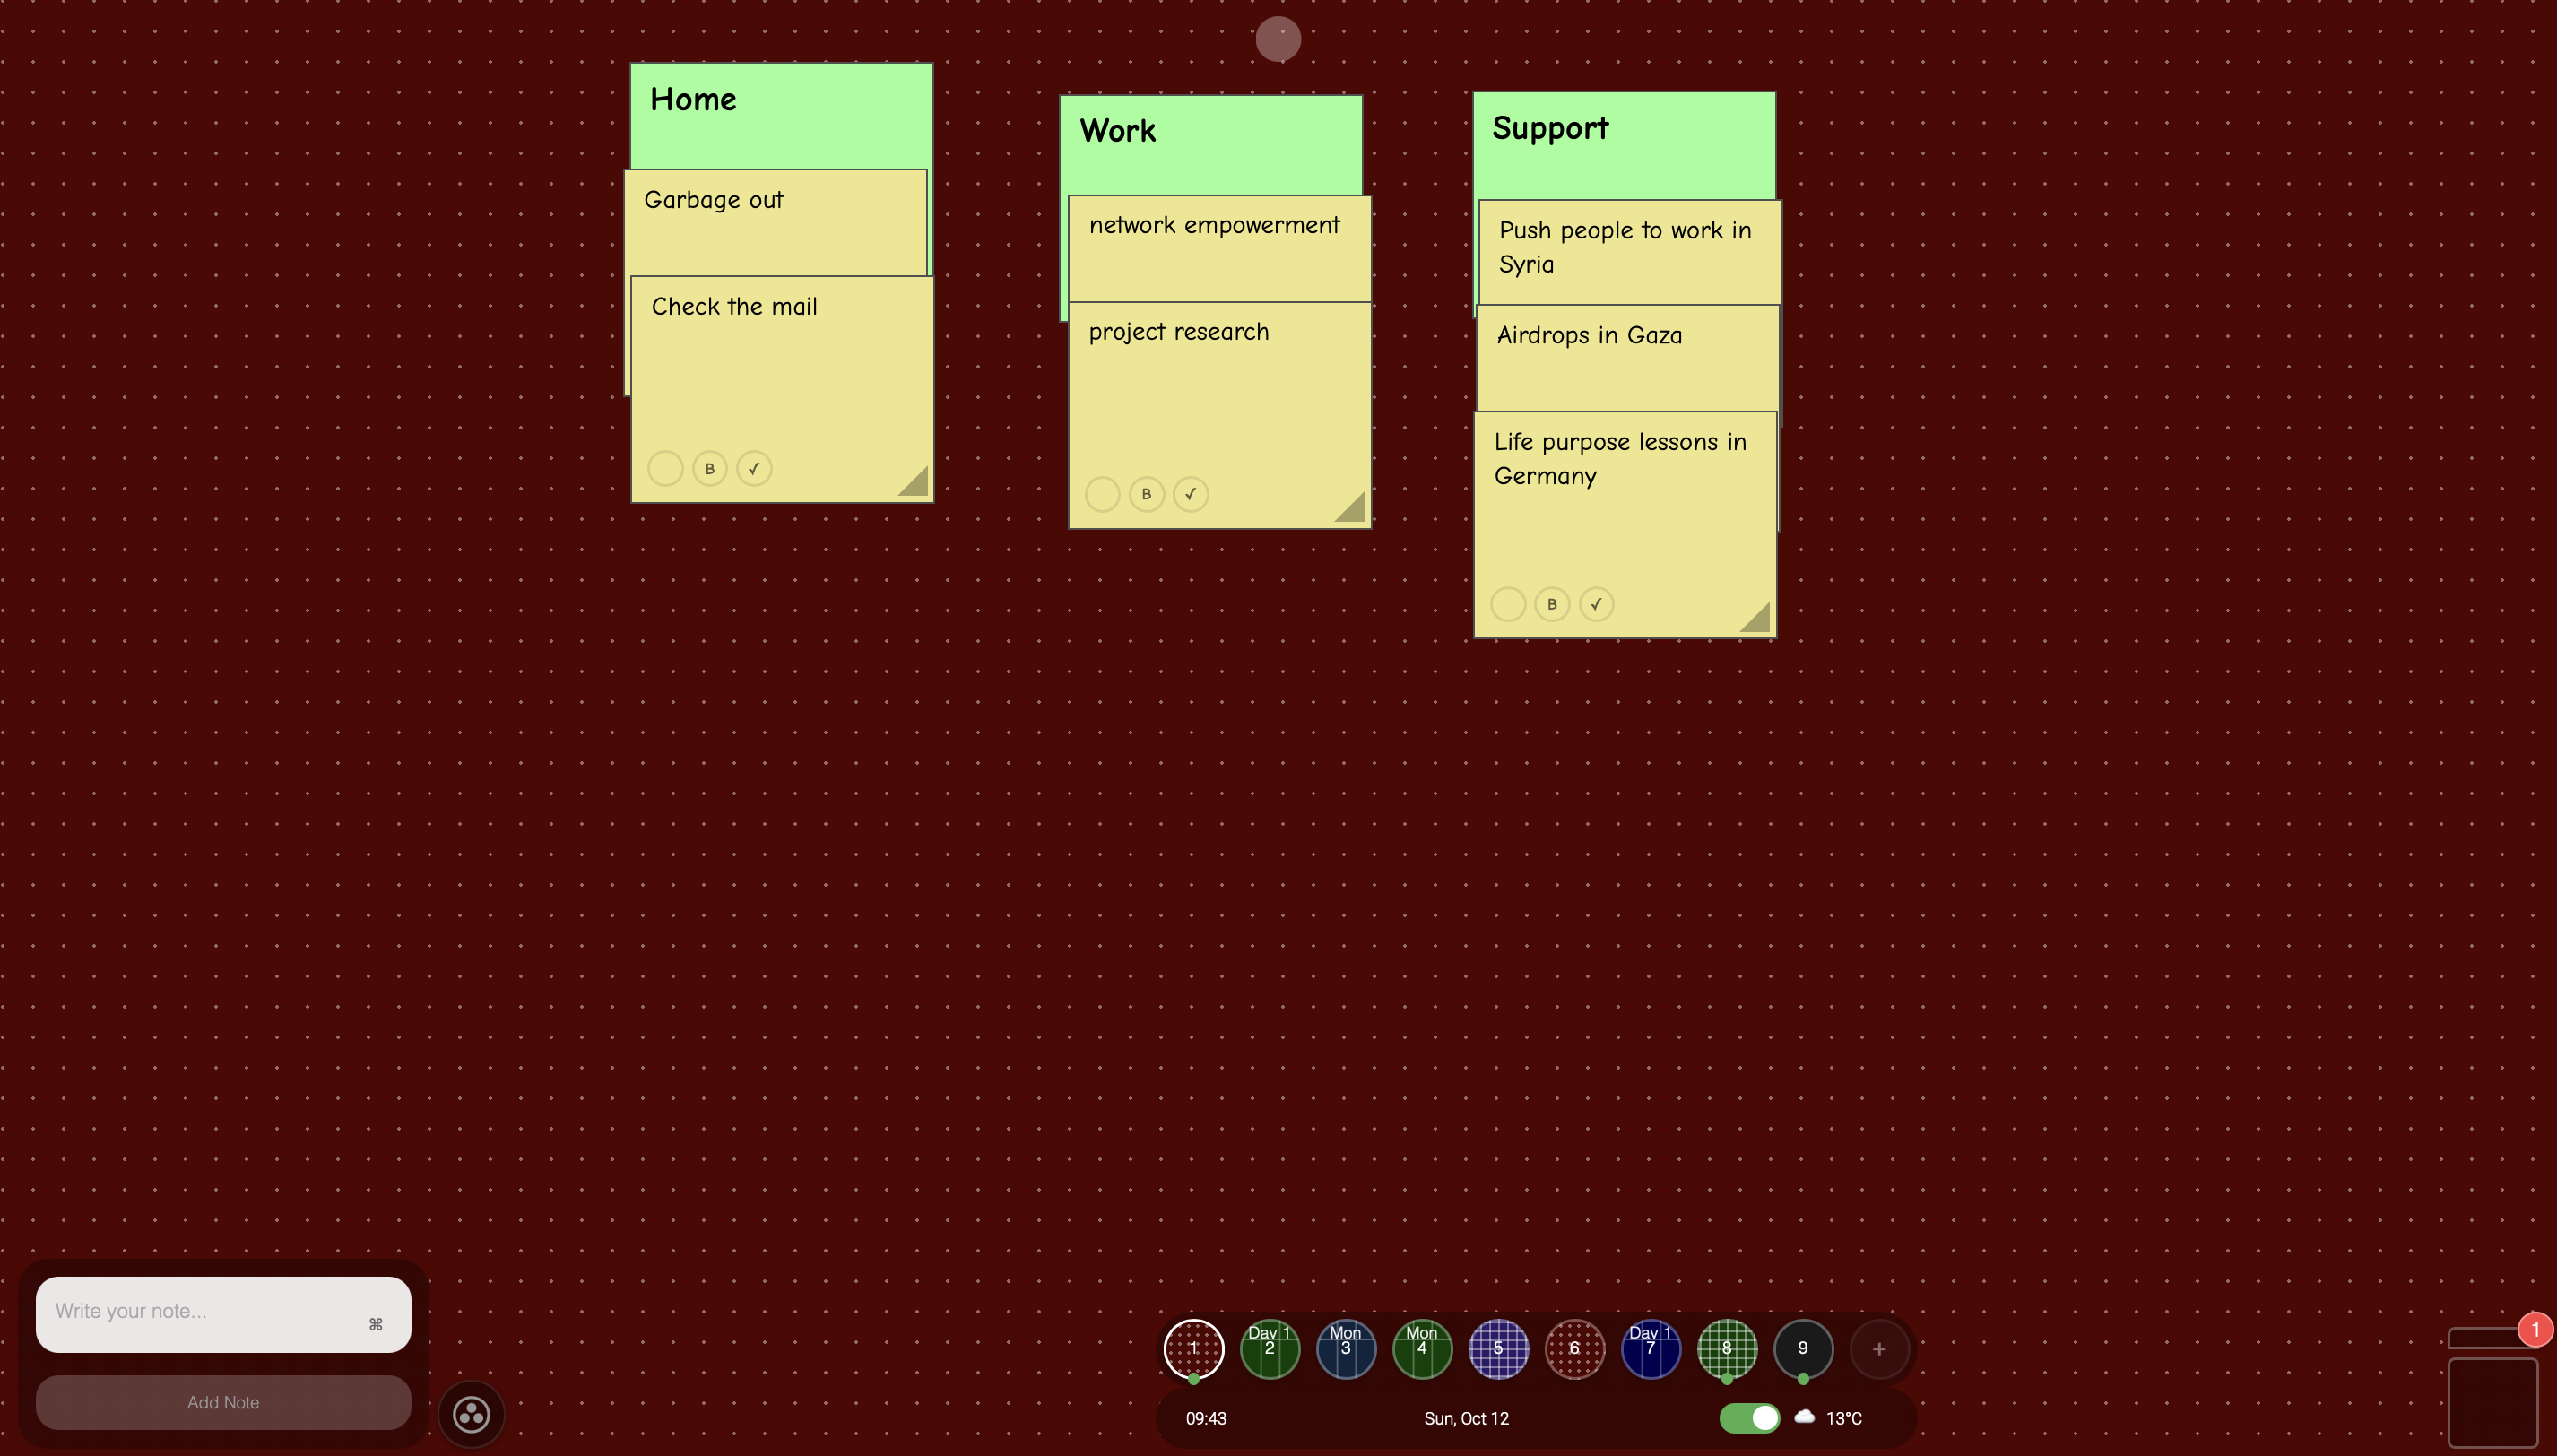 Home
Garbage out
Check the mail
B ✓
Work
network empowerment
project research
B ✓
Support
Push people to work in
Syria
Airdrops in Gaza
Life purpose lessons in
Germany
B ✓
Write your note...
⌘
Add Note
1
Day 1
2
Mon
3
Mon
4
5
6
Day 1
7
8
9
+
09:43
Sun, Oct 12
13°C
1